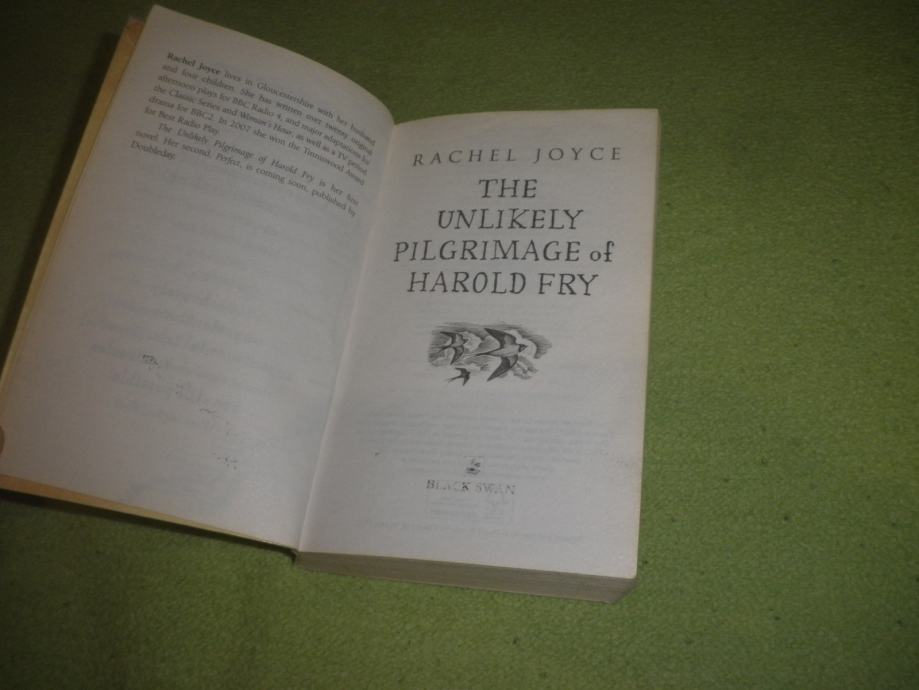 Rachel Joyce lives in Gloucestershire with her husband
and four children. She has written over twenty original
afternoon plays for BBC Radio 4, and major adaptations for
the Classic Series and Woman's Hour, as well as a TV period
drama for BBC2. In 2007 she won the Tinniswood Award
for Best Radio Play.
The Unlikely Pilgrimage of Harold Fry is her first
novel. Her second, Perfect, is coming soon, published by
Doubleday.
RACHEL JOYCE
THE
UNLIKELY
PILGRIMAGE of
HAROLD FRY
BLACK SWAN